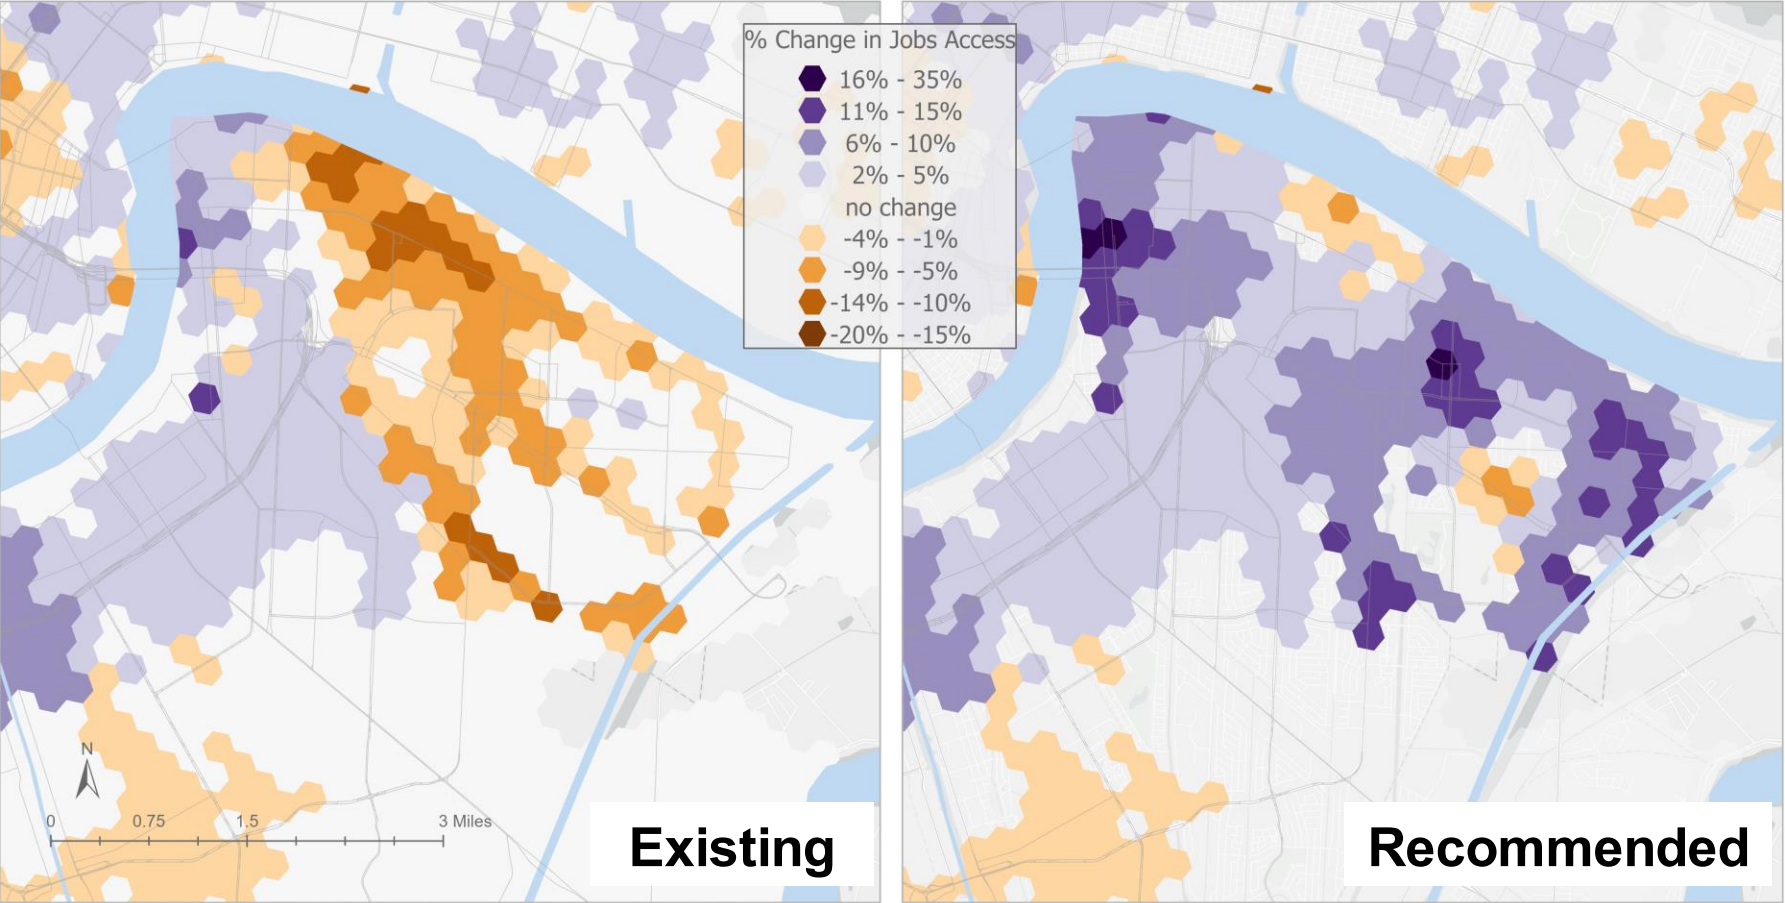 % Change in Jobs Access
16% - 35%
11% - 15%
6% - 10%
2% - 5%
no change
-4% - -1%
-9% - -5%
-14% - -10%
-20% - -15%
N
0 0.75 1.5 3 Miles
Existing
Recommended